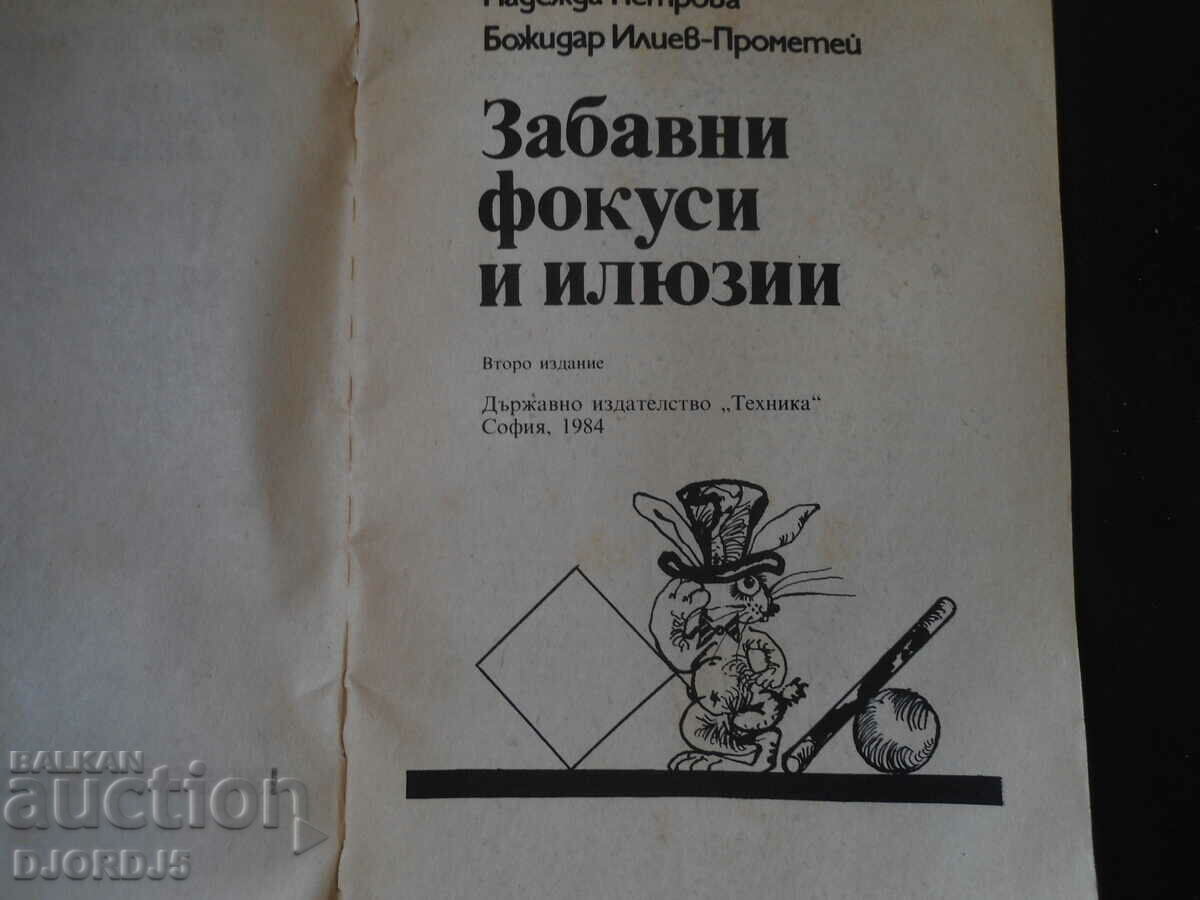 Надежда Петрова
Божидар Илиев-Прометей
Забавни
фокуси
и илюзии
Второ издание
Държавно издателство „Техника“
София, 1984
BALKAN
auction
DJORDJ5